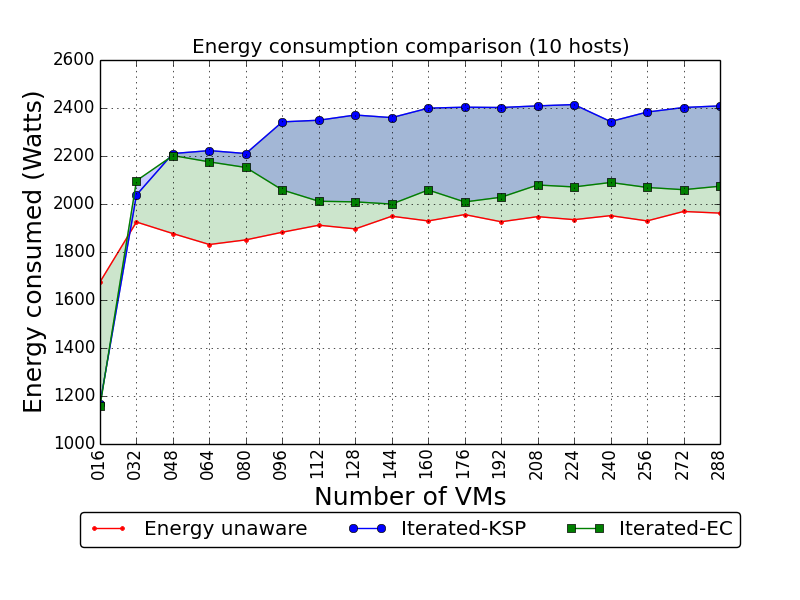 Energy consumption comparison (10 hosts)
Energy consumed (Watts)
2600
2400
2200
2000
1800
1600
1400
1200
1000
016 032 048 064 080 096 112 128 144 160 176 192 208 224 240 256 272 288
Number of VMs
Energy unaware Iterated-KSP Iterated-EC